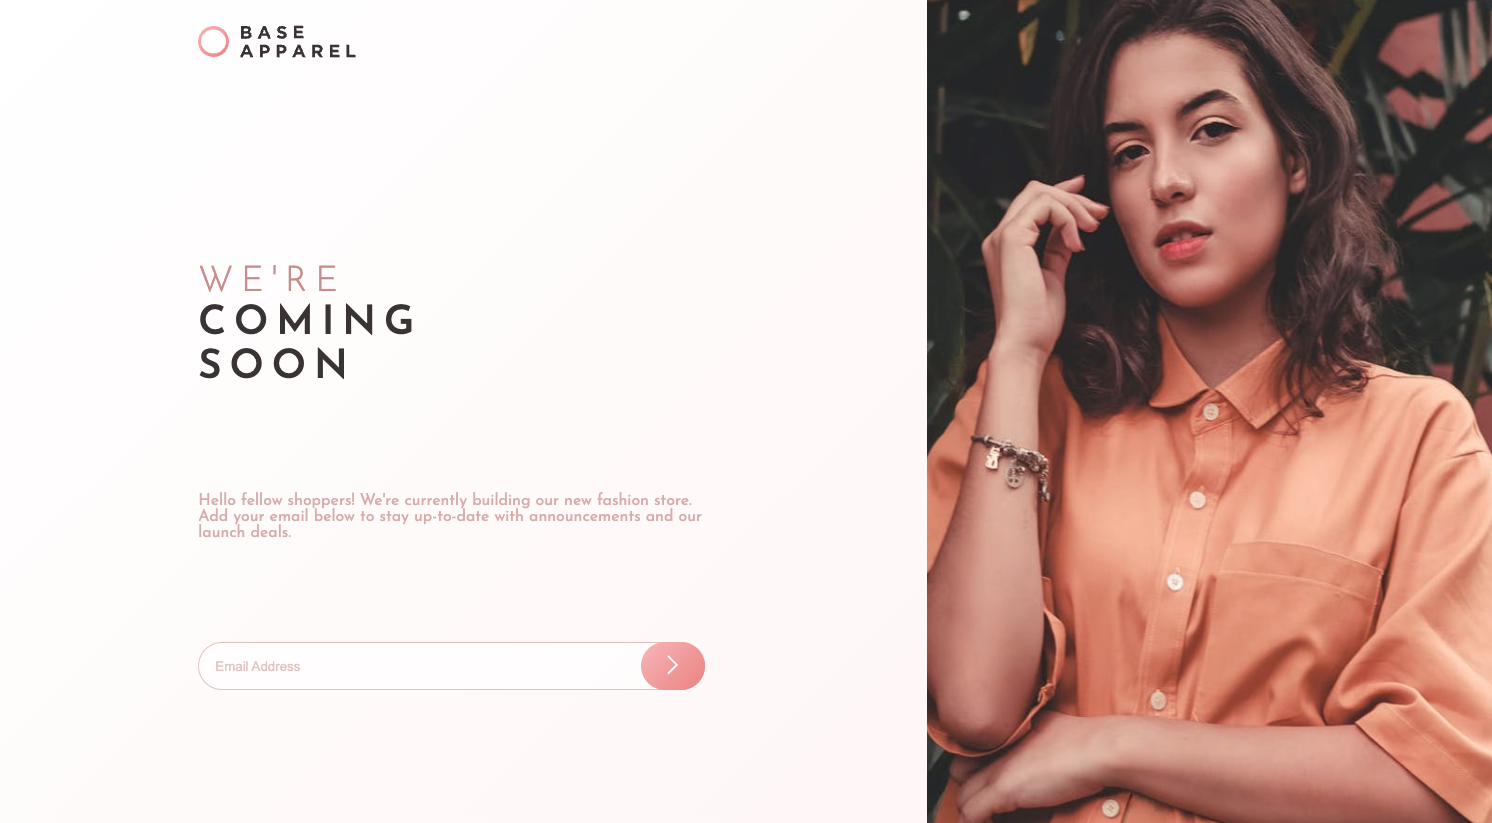 BASE
APPAREL
WE'RE
COMING
SOON
Hello fellow shoppers! We're currently building our new fashion store.
Add your email below to stay up-to-date with announcements and our
launch deals.
Email Address